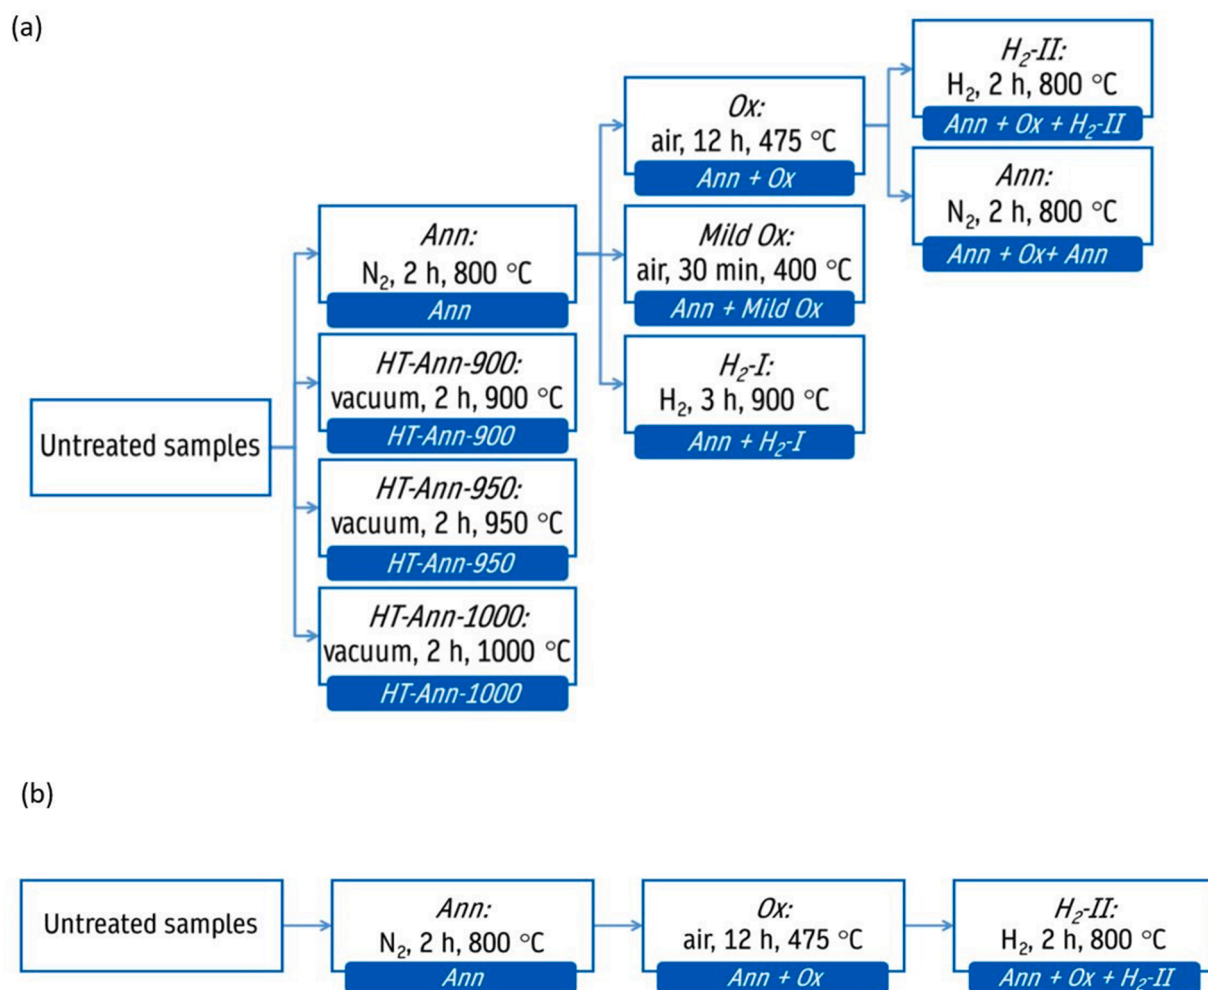 (a)
Untreated samples
Ann:
N₂, 2 h, 800 °C
Ann
HT-Ann-900:
vacuum, 2 h, 900 °C
HT-Ann-900
HT-Ann-950:
vacuum, 2 h, 950 °C
HT-Ann-950
HT-Ann-1000:
vacuum, 2 h, 1000 °C
HT-Ann-1000
Ox:
air, 12 h, 475 °C
Ann + Ox
Mild Ox:
air, 30 min, 400 °C
Ann + Mild Ox
H₂-I:
H₂, 3 h, 900 °C
Ann + H₂-I
H₂-II:
H₂, 2 h, 800 °C
Ann + Ox + H₂-II
Ann:
N₂, 2 h, 800 °C
Ann + Ox+ Ann
(b)
Untreated samples
Ann:
N₂, 2 h, 800 °C
Ann
Ox:
air, 12 h, 475 °C
Ann + Ox
H₂-II:
H₂, 2 h, 800 °C
Ann + Ox + H₂-II